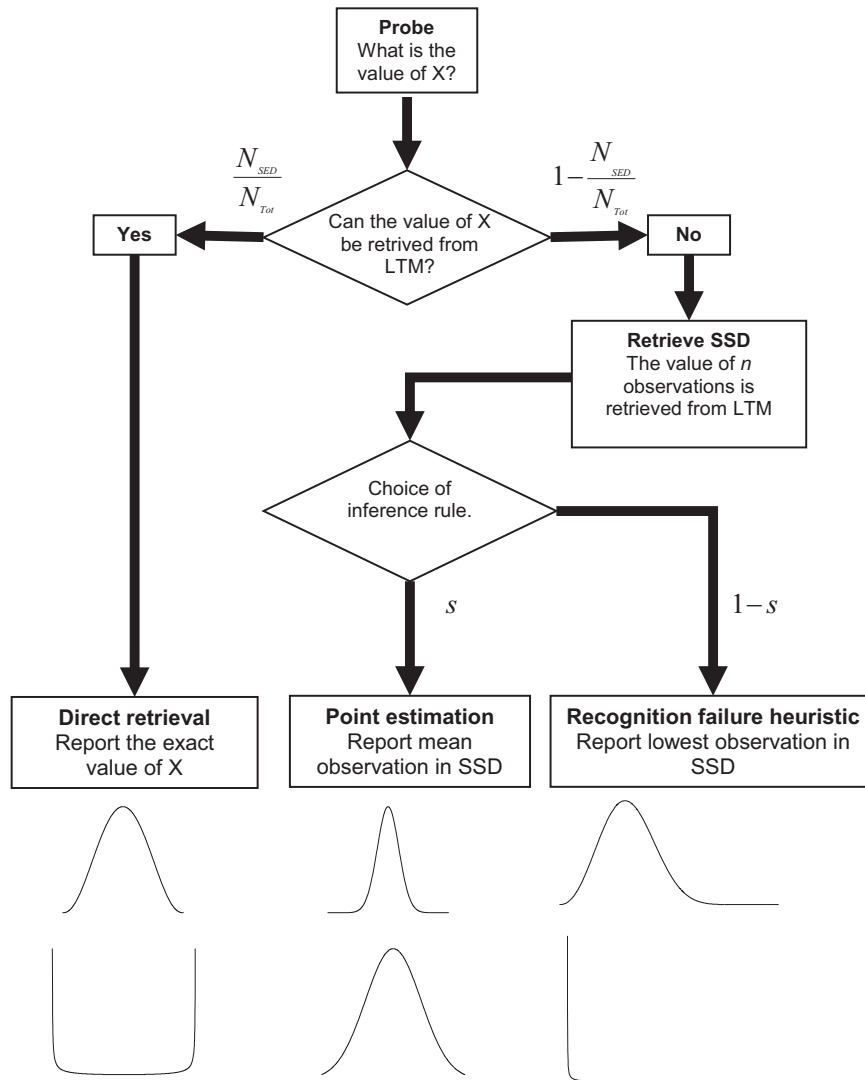 Probe
What is the
value of X?
N_SED
N_Tot
1− N_SED
N_Tot
Yes
Can the value of X
be retrived from
LTM?
No
Retrieve SSD
The value of n
observations is
retrieved from LTM
Choice of
inference rule.
s
1−s
Direct retrieval
Report the exact
value of X
Point estimation
Report mean
observation in SSD
Recognition failure heuristic
Report lowest observation in
SSD